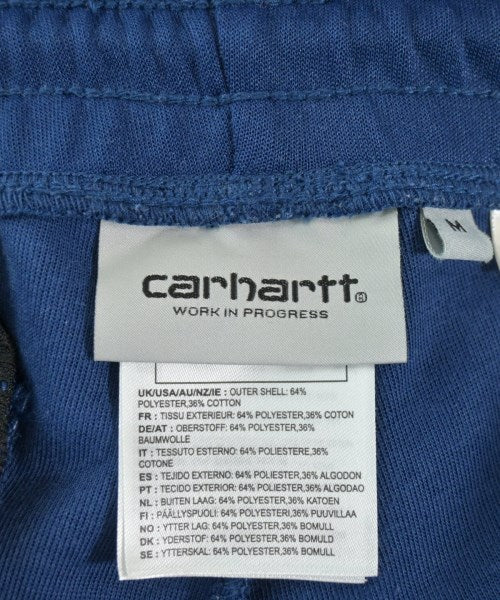 carhartt
WORK IN PROGRESS
M
UK/USA/AU/NZ/IE : OUTER SHELL: 64%
POLYESTER,36% COTTON
FR : TISSU EXTERIEUR: 64% POLYESTER,36% COTON
DE/AT : OBERSTOFF: 64% POLYESTER,36%
BAUMWOLLE
IT : TESSUTO ESTERNO: 64% POLIESTERE,36%
COTONE
ES : TEJIDO EXTERNO: 64% POLIESTER,36% ALGODON
PT : TECIDO EXTERIOR: 64% POLIESTER,36% ALGODAO
NL : BUITEN LAAG: 64% POLYESTER,36% KATOEN
FI : PÄÄLLYSPUOLI: 64% POLYESTERI,36% PUUVILLAA
NO : YTTER LAG: 64% POLYESTER,36% BOMULL
DK : YDERSTOF: 64% POLYESTER,36% BOMULD
SE : YTTERSKAL: 64% POLYESTER,36% BOMULL